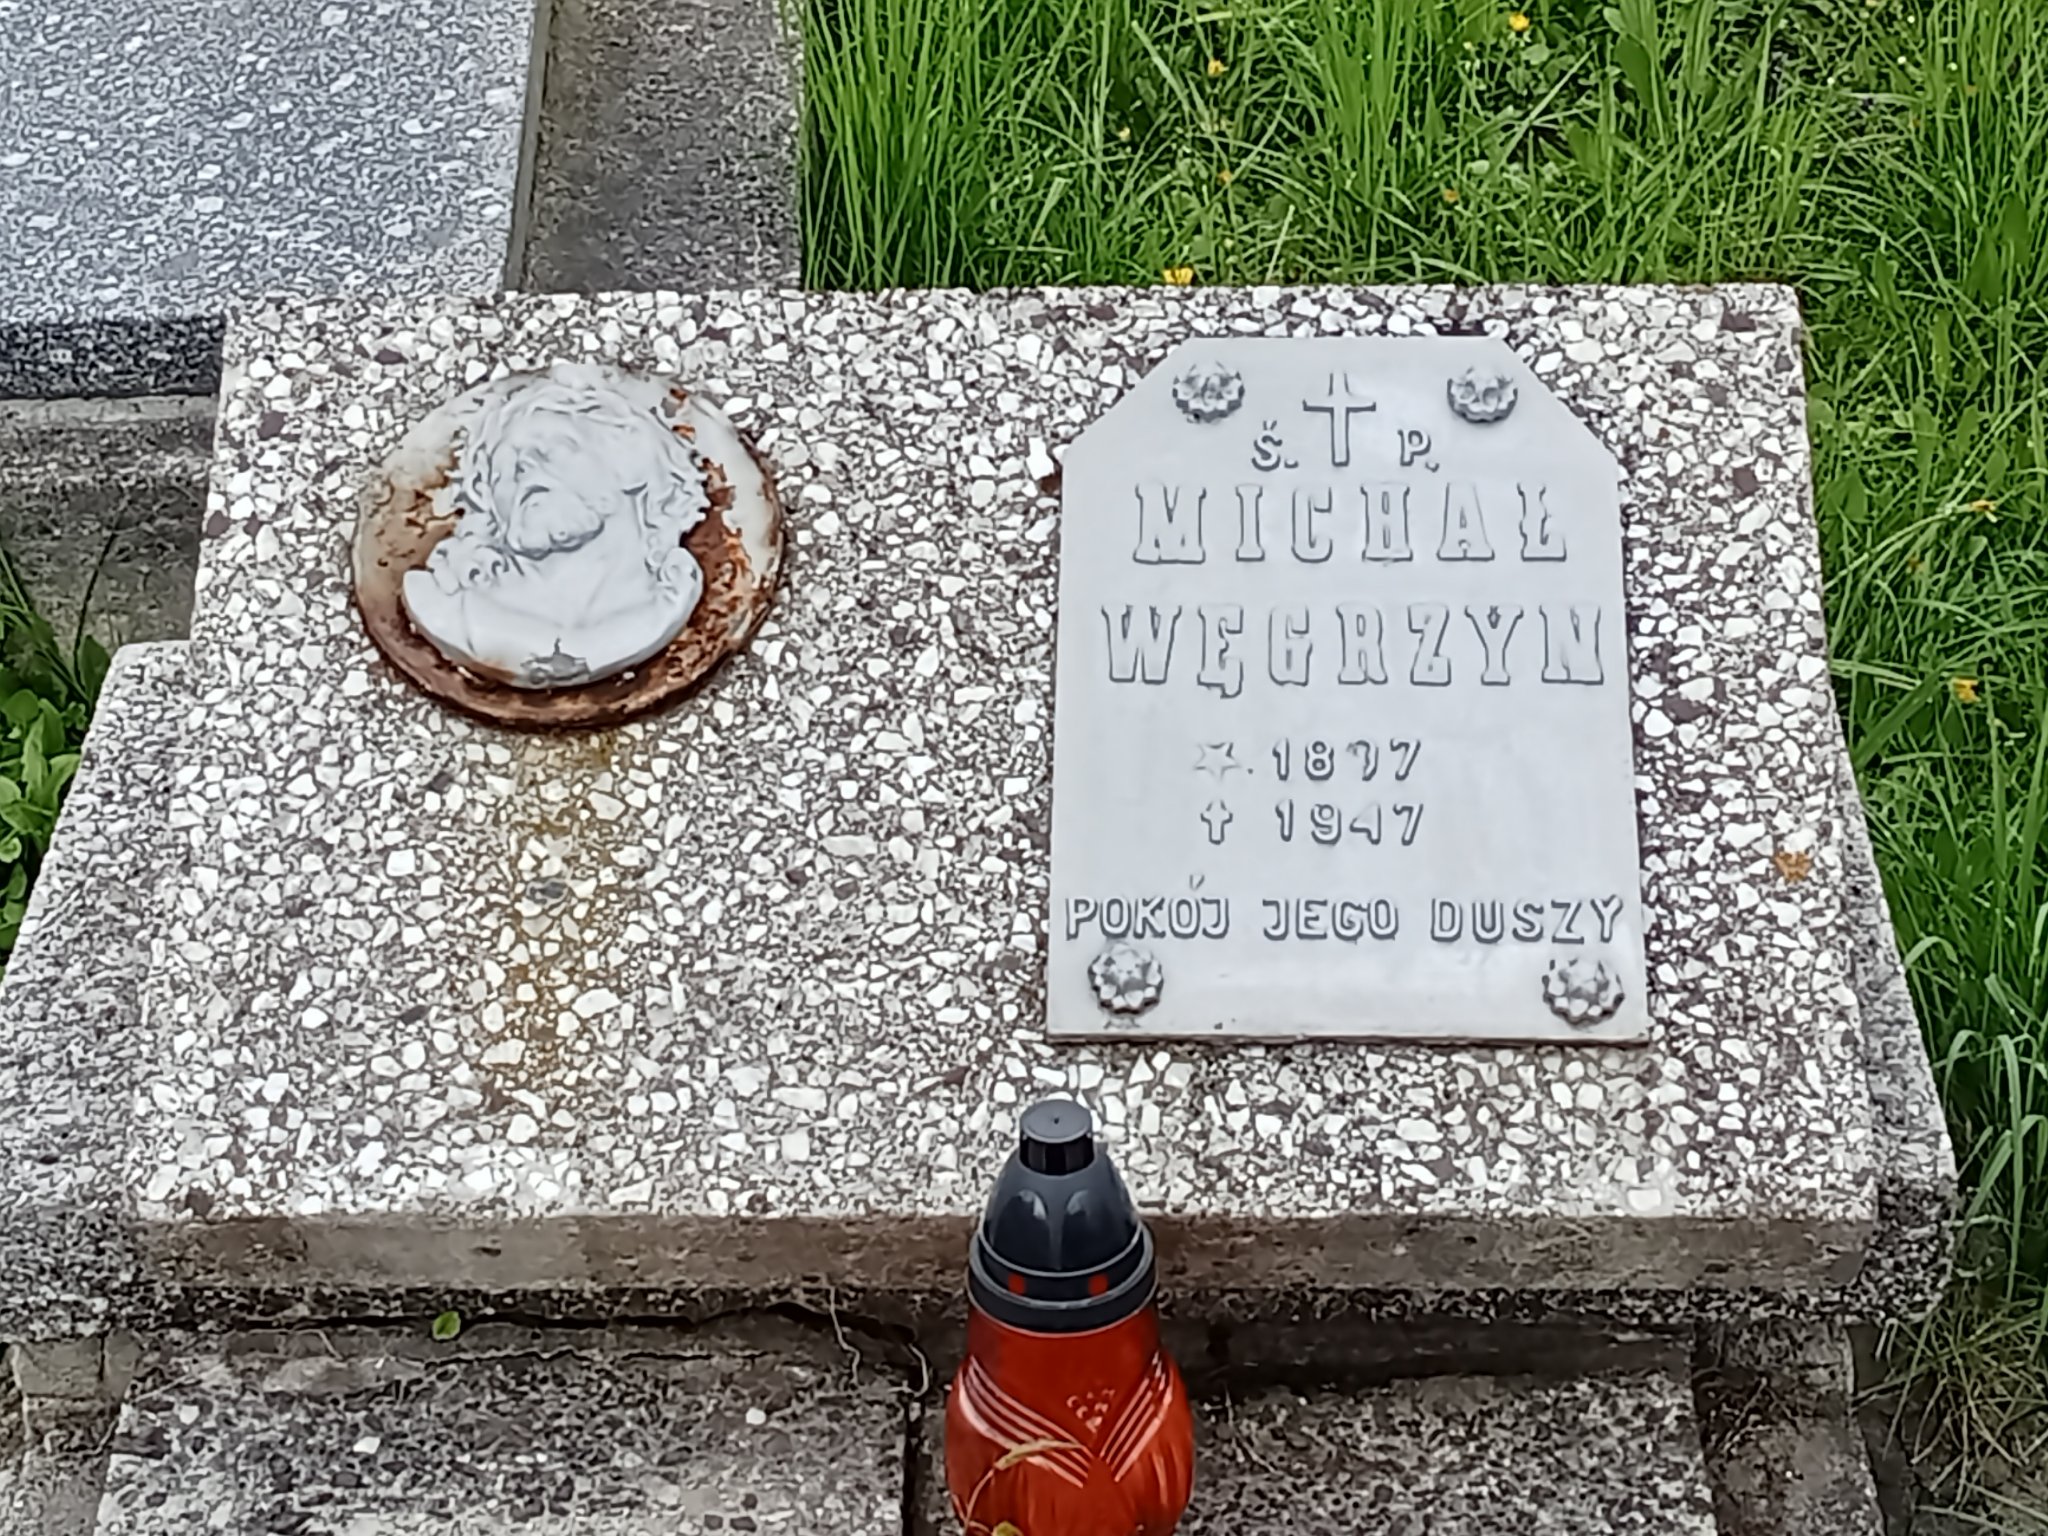 Ś. P.
MICHAŁ
WĘGRZYN
1877
1947
POKÓJ JEGO DUSZY